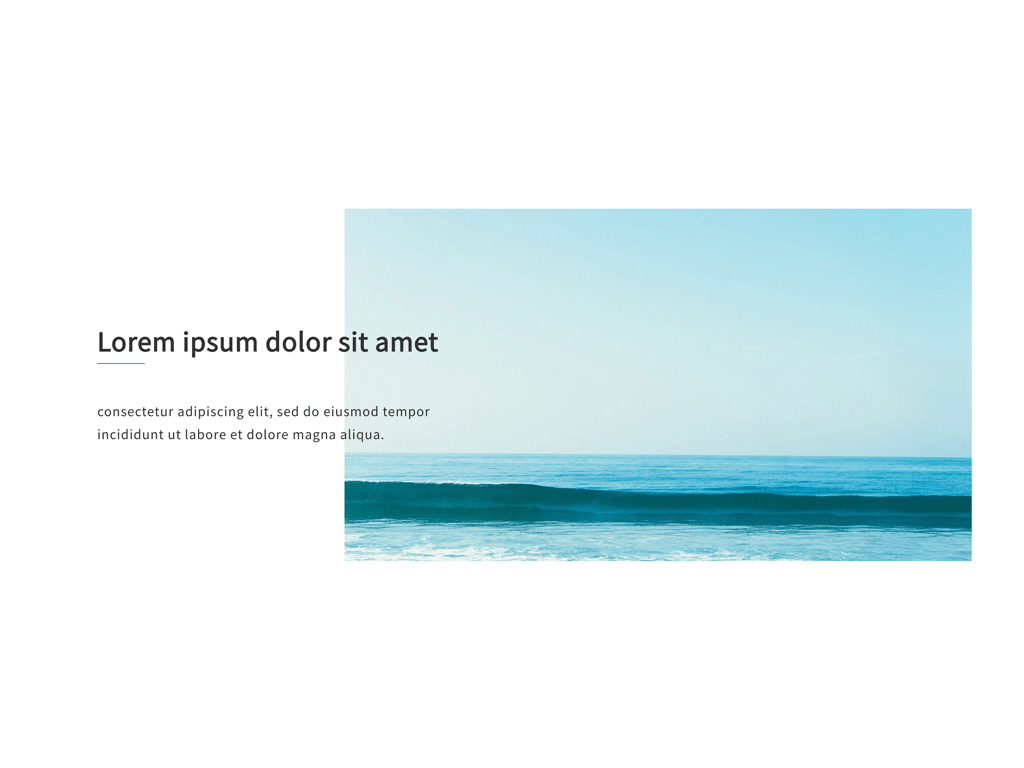 Lorem ipsum dolor sit amet
consectetur adipiscing elit, sed do eiusmod tempor
incididunt ut labore et dolore magna aliqua.